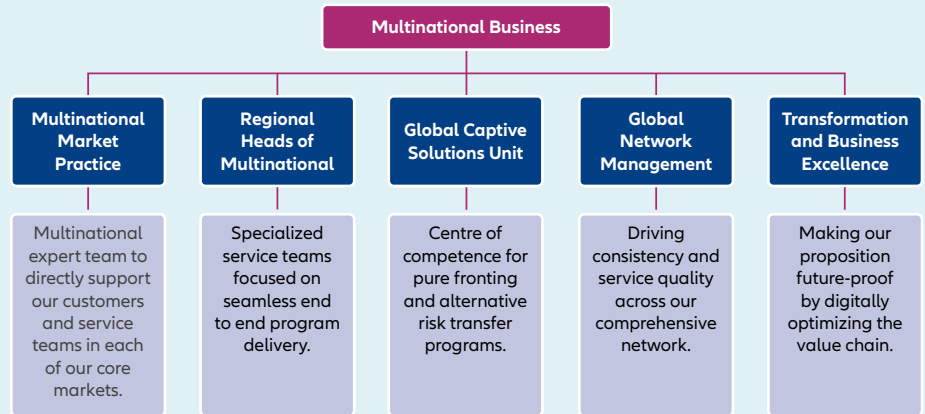 Multinational Business
Multinational
Market
Practice
Regional
Heads of
Multinational
Global Captive
Solutions Unit
Global
Network
Management
Transformation
and Business
Excellence
Multinational
expert team to
directly support
our customers
and service
teams in each
of our core
markets.
Specialized
service teams
focused on
seamless end
to end program
delivery.
Centre of
competence for
pure fronting
and alternative
risk transfer
programs.
Driving
consistency and
service quality
across our
comprehensive
network.
Making our
proposition
future-proof
by digitally
optimizing the
value chain.